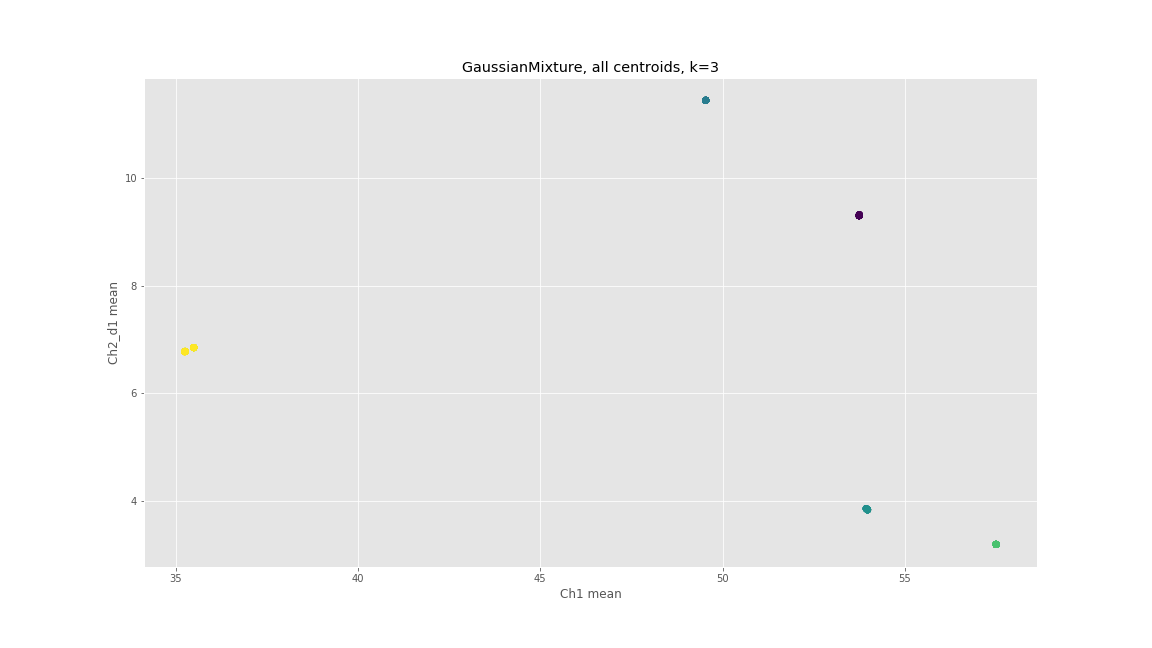 GaussianMixture, all centroids, k=3
10
8
6
4
Ch2_d1 mean
35 40 45 50 55
Ch1 mean